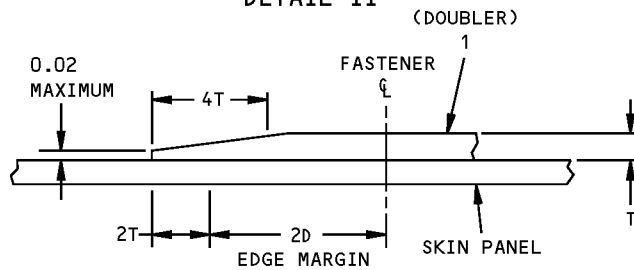 DETAIL II
(DOUBLER)
1
0.02
MAXIMUM
FASTENER
℄
4T
T
2T
2D
EDGE MARGIN
SKIN PANEL